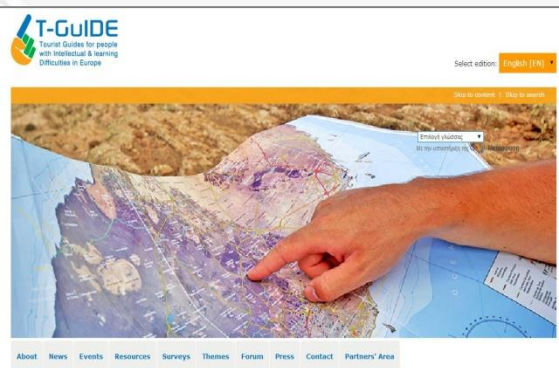 T-GuIDE
Tourist Guides for people
with Intellectual & learning
Difficulties in Europe
Select edition: English (EN)
Skip to content | Skip to search
Επιλογή γλώσσας
About News Events Resources Surveys Themes Forum Press Contact Partners' Area